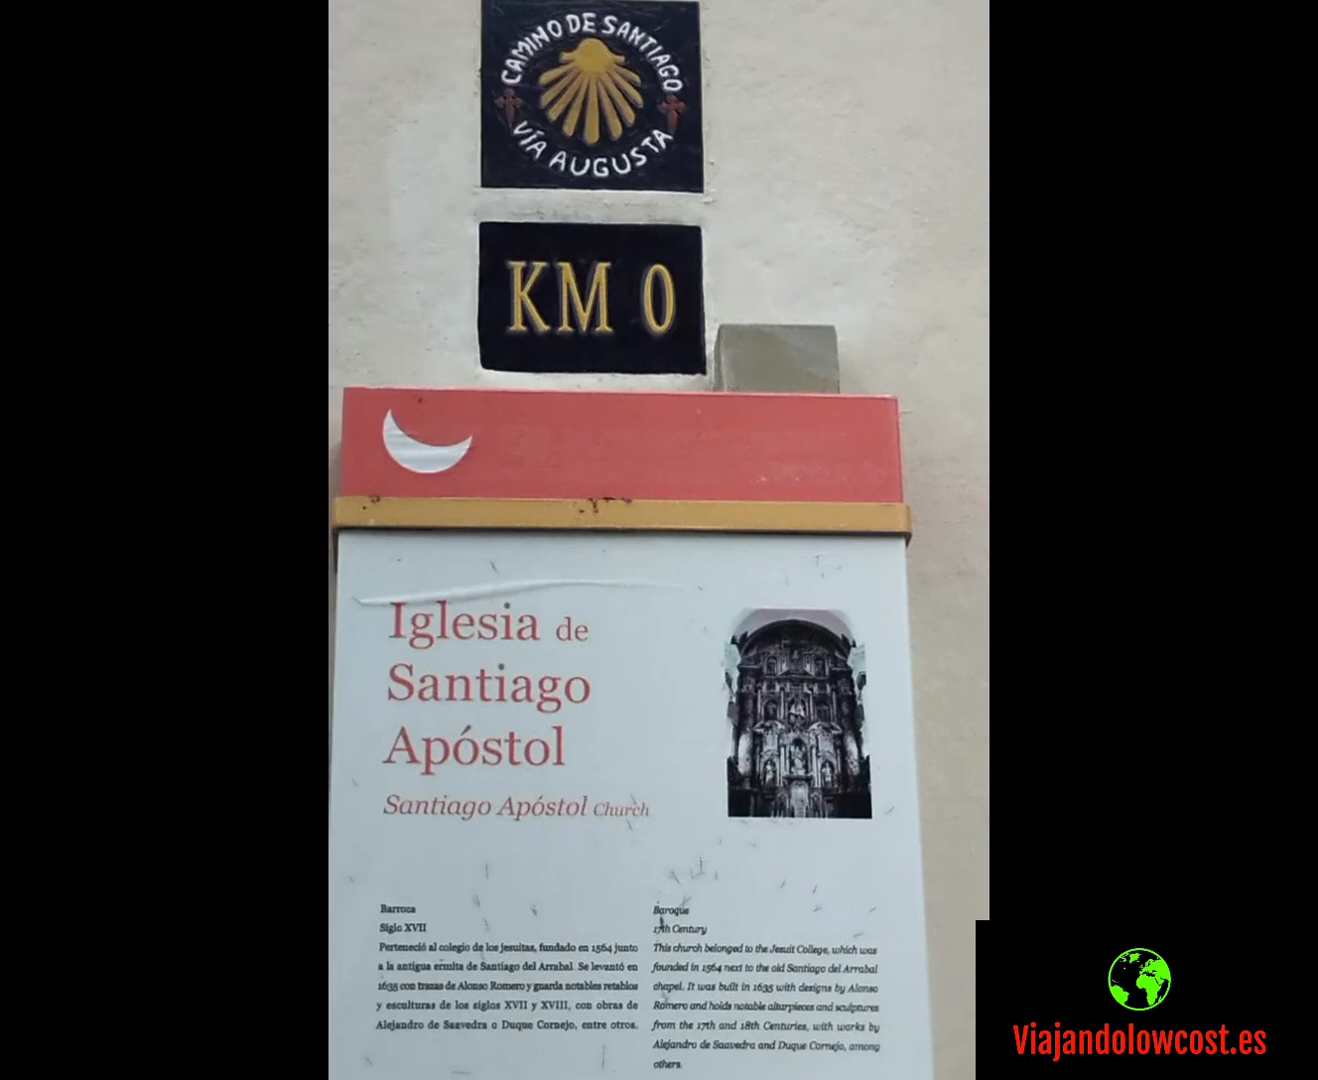 CAMINO DE SANTIAGO
VÍA AUGUSTA
KM 0
Iglesia de
Santiago
Apóstol
Santiago Apóstol Church
Barroca
Siglo XVII
Perteneció al colegio de los jesuitas, fundado en 1564 junto
a la antigua ermita de Santiago del Arrabal. Se levantó en
1635 con trazas de Alonso Romero y guarda notables retablos
y esculturas de los siglos XVII y XVIII, con obras de
Alejandro de Saavedra o Duque Cornejo, entre otros.
Baroque
17th Century
This church belonged to the Jesuit College, which was
founded in 1564 next to the old Santiago del Arrabal
chapel. It was built in 1635 with designs by Alonso
Romero and holds notable altarpieces and sculptures
from the 17th and 18th Centuries, with works by
Alejandro de Saavedra and Duque Cornejo, among
others.
Viajandolowcost.es